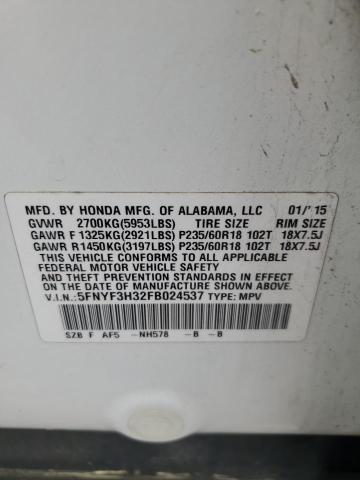 MFD. BY HONDA MFG. OF ALABAMA, LLC 01/'15
GVWR 2700KG(5953LBS) TIRE SIZE RIM SIZE
GAWR F 1325KG(2921LBS) P235/60R18 102T 18X7.5J
GAWR R 1450KG(3197LBS) P235/60R18 102T 18X7.5J
THIS VEHICLE CONFORMS TO ALL APPLICABLE
FEDERAL MOTOR VEHICLE SAFETY STANDARDS IN
EFFECT ON THE DATE OF MANUFACTURE SHOWN ABOVE.
V.I.N.: 5FNYF3H32FB024537 TYPE: MPV
SZB F AF5 -NH578 -B -B